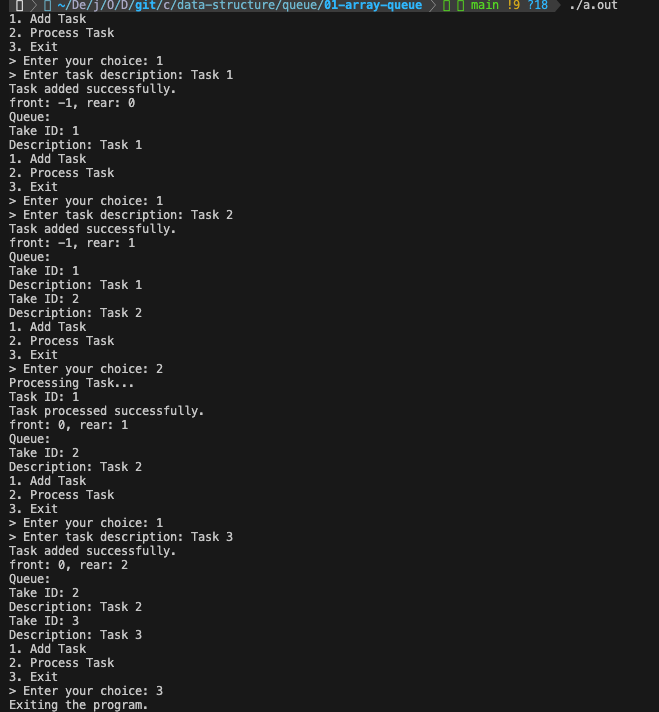 ~/De/j/O/D/git/c/data-structure/queue/01-array-queue main !9 ?18 ./a.out
1. Add Task
2. Process Task
3. Exit
> Enter your choice: 1
> Enter task description: Task 1
Task added successfully.
front: -1, rear: 0
Queue:
Take ID: 1
Description: Task 1
1. Add Task
2. Process Task
3. Exit
> Enter your choice: 1
> Enter task description: Task 2
Task added successfully.
front: -1, rear: 1
Queue:
Take ID: 1
Description: Task 1
Take ID: 2
Description: Task 2
1. Add Task
2. Process Task
3. Exit
> Enter your choice: 2
Processing Task...
Task ID: 1
Task processed successfully.
front: 0, rear: 1
Queue:
Take ID: 2
Description: Task 2
1. Add Task
2. Process Task
3. Exit
> Enter your choice: 1
> Enter task description: Task 3
Task added successfully.
front: 0, rear: 2
Queue:
Take ID: 2
Description: Task 2
Take ID: 3
Description: Task 3
1. Add Task
2. Process Task
3. Exit
> Enter your choice: 3
Exiting the program.